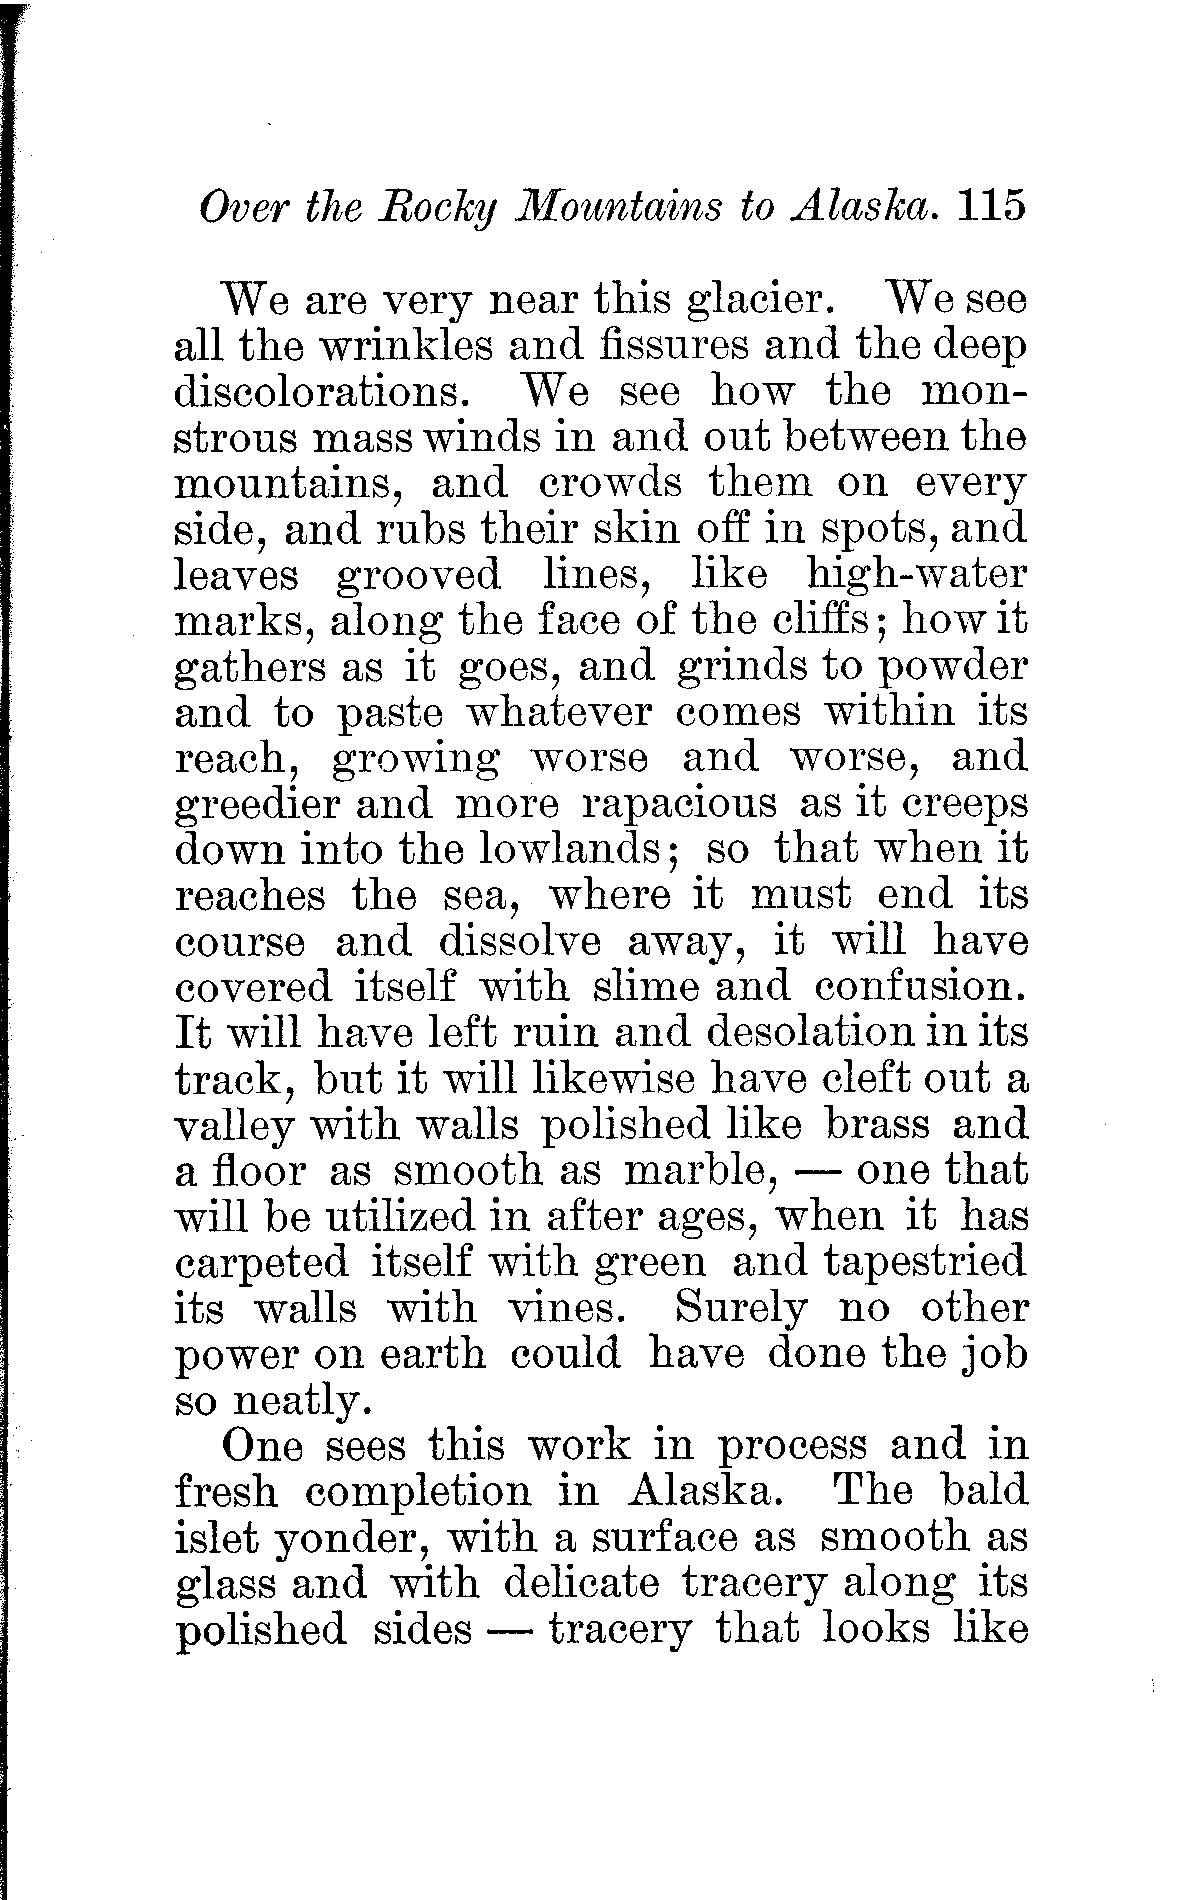 Over the Rocky Mountains to Alaska. 115
We are very near this glacier. We see
all the wrinkles and fissures and the deep
discolorations. We see how the mon-
strous mass winds in and out between the
mountains, and crowds them on every
side, and rubs their skin off in spots, and
leaves grooved lines, like high-water
marks, along the face of the cliffs; how it
gathers as it goes, and grinds to powder
and to paste whatever comes within its
reach, growing worse and worse, and
greedier and more rapacious as it creeps
down into the lowlands; so that when it
reaches the sea, where it must end its
course and dissolve away, it will have
covered itself with slime and confusion.
It will have left ruin and desolation in its
track, but it will likewise have cleft out a
valley with walls polished like brass and
a floor as smooth as marble, — one that
will be utilized in after ages, when it has
carpeted itself with green and tapestried
its walls with vines. Surely no other
power on earth could have done the job
so neatly.
One sees this work in process and in
fresh completion in Alaska. The bald
islet yonder, with a surface as smooth as
glass and with delicate tracery along its
polished sides — tracery that looks like